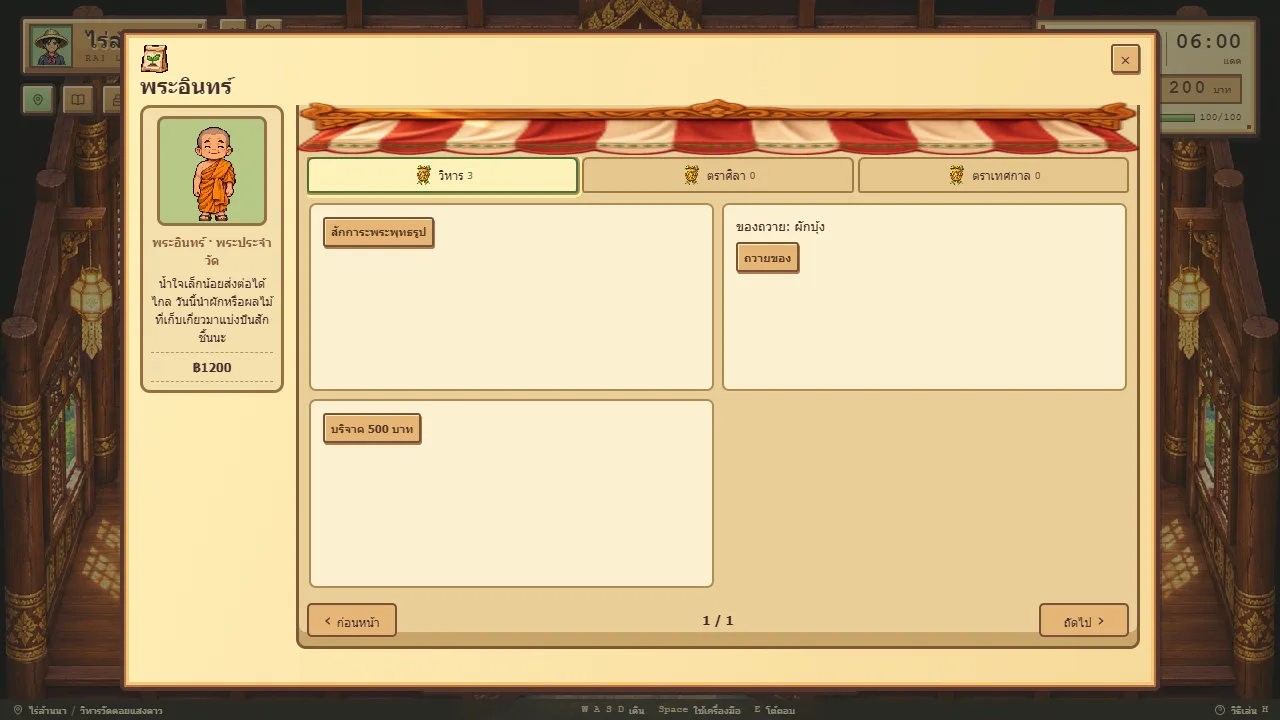 06:00
แดด
200 บาท
100/100
พระอินทร์
×
พระอินทร์ · พระประจำ
วัด
น้ำใจเล็กน้อยส่งต่อได้
ไกล วันนี้นำผักหรือผลไม้
ที่เก็บเกี่ยวมาแบ่งปันสัก
ชิ้นนะ
฿1200
วิหาร 3
ตราศิลา 0
ตราเทศกาล 0
สักการะพระพุทธรูป
ของถวาย: ผักบุ้ง
ถวายของ
บริจาค 500 บาท
ก่อนหน้า
1 / 1
ถัดไป
ไร่ล้านนา / วิหารวัดดอยแสงดาว
W A S D เดิน Space ใช้เครื่องมือ E โต้ตอบ
วิธีเล่น H